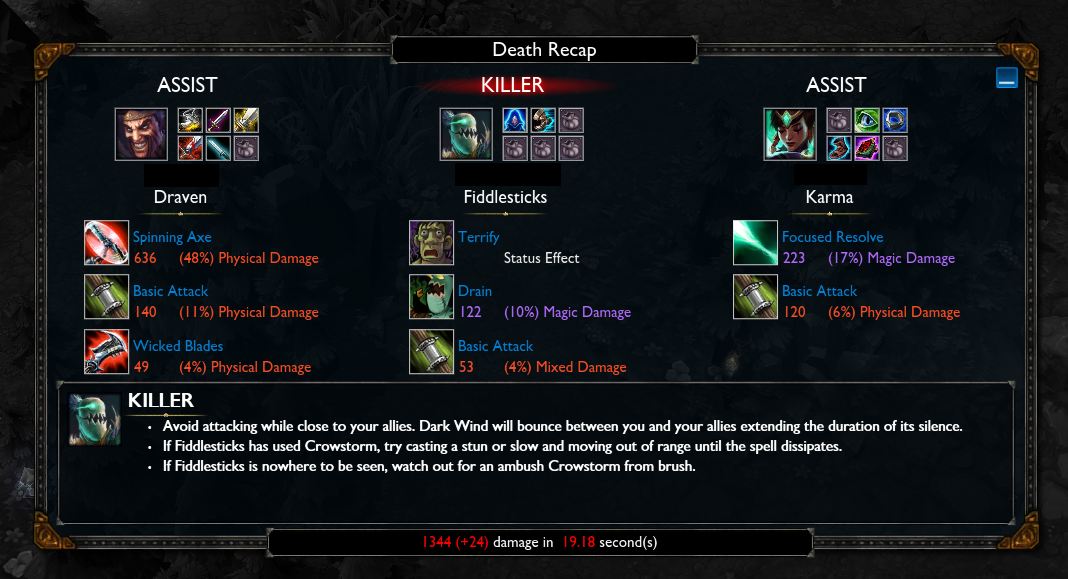 Death Recap
ASSIST
KILLER
ASSIST
Draven
Fiddlesticks
Karma
Spinning Axe
636 (48%) Physical Damage
Basic Attack
140 (11%) Physical Damage
Wicked Blades
49 (4%) Physical Damage
Terrify
Status Effect
Drain
122 (10%) Magic Damage
Basic Attack
53 (4%) Mixed Damage
Focused Resolve
223 (17%) Magic Damage
Basic Attack
120 (6%) Physical Damage
KILLER
• Avoid attacking while close to your allies. Dark Wind will bounce between you and your allies extending the duration of its silence.
• If Fiddlesticks has used Crowstorm, try casting a stun or slow and moving out of range until the spell dissipates.
• If Fiddlesticks is nowhere to be seen, watch out for an ambush Crowstorm from brush.
1344 (+24) damage in 19.18 second(s)